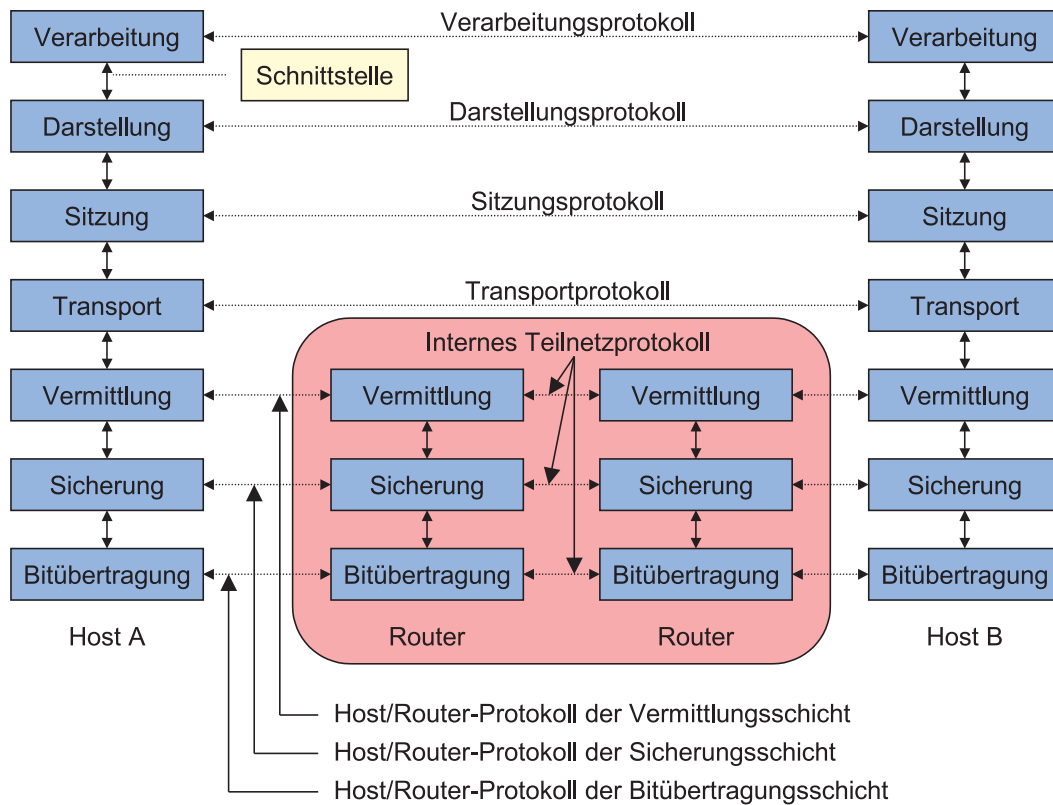 Verarbeitung
Verarbeitungsprotokoll
Verarbeitung
Schnittstelle
Darstellung
Darstellungsprotokoll
Darstellung
Sitzung
Sitzungsprotokoll
Sitzung
Transport
Transportprotokoll
Transport
Internes Teilnetzprotokoll
Vermittlung
Vermittlung
Vermittlung
Vermittlung
Sicherung
Sicherung
Sicherung
Sicherung
Bitübertragung
Bitübertragung
Bitübertragung
Bitübertragung
Host A
Router
Router
Host B
Host/Router-Protokoll der Vermittlungsschicht
Host/Router-Protokoll der Sicherungsschicht
Host/Router-Protokoll der Bitübertragungsschicht